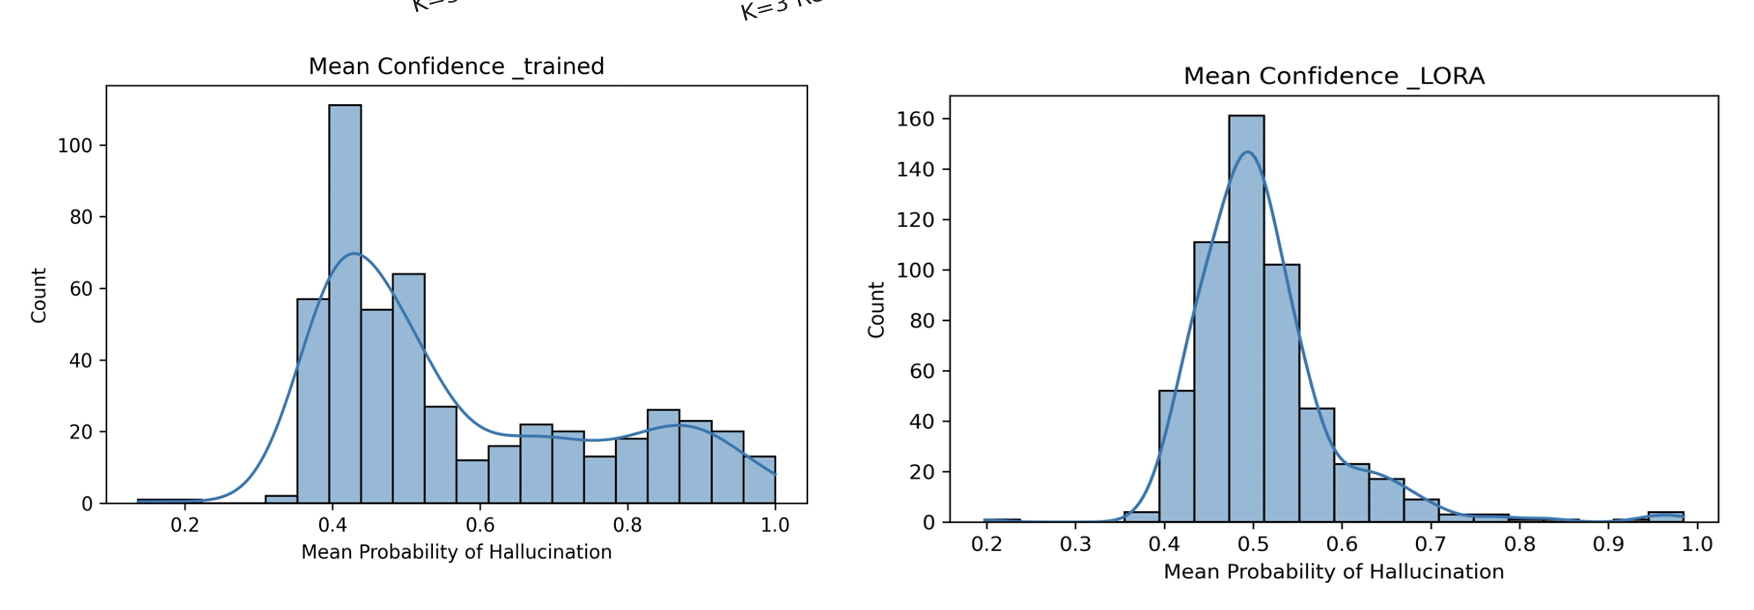 K=3
K=3
Mean Confidence _trained
Count
100
80
60
40
20
0
0.2 0.4 0.6 0.8 1.0
Mean Probability of Hallucination
Mean Confidence _LORA
Count
160
140
120
100
80
60
40
20
0
0.2 0.3 0.4 0.5 0.6 0.7 0.8 0.9 1.0
Mean Probability of Hallucination